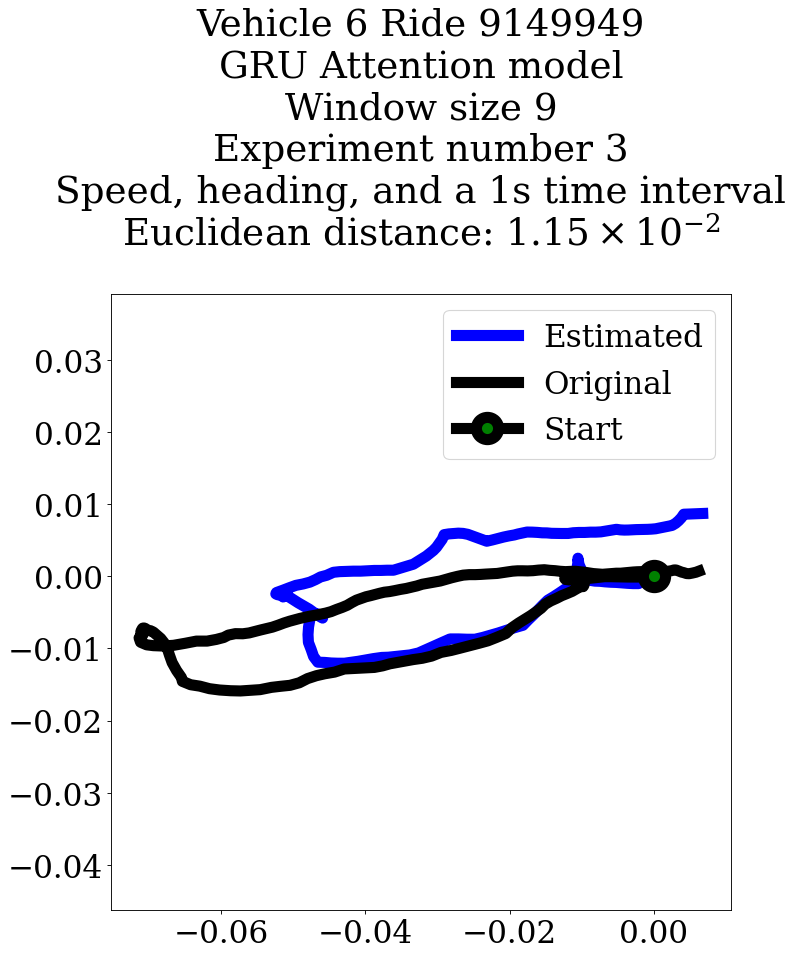 Vehicle 6 Ride 9149949
GRU Attention model
Window size 9
Experiment number 3
Speed, heading, and a 1s time interval
Euclidean distance: 1.15 × 10⁻²
Estimated
Original
Start
0.03
0.02
0.01
0.00
−0.01
−0.02
−0.03
−0.04
−0.06
−0.04
−0.02
0.00